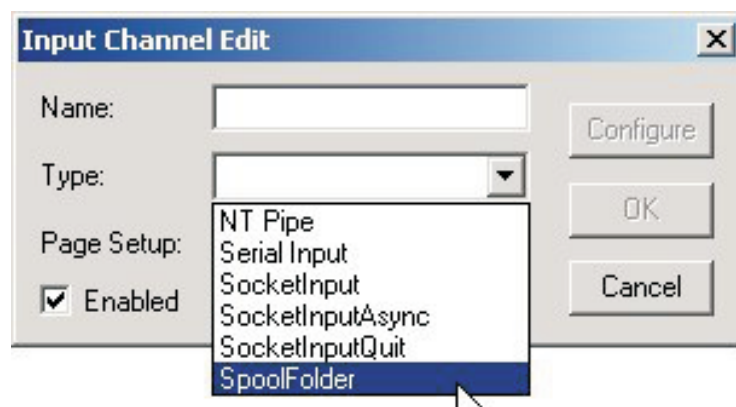 Input Channel Edit
Name:
Configure
Type:
NT Pipe
Serial Input
SocketInput
SocketInputAsync
SocketInputQuit
SpoolFolder
OK
Page Setup:
Enabled
Cancel